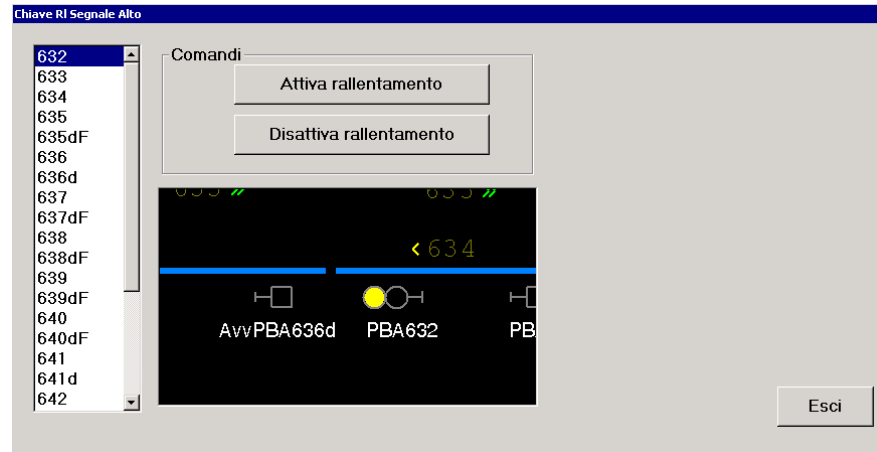 Chiave Rl Segnale Alto
632
633
634
635
635dF
636
636d
637
637dF
638
638dF
639
639dF
640
640dF
641
641d
642
Comandi
Attiva rallentamento
Disattiva rallentamento
< 634
AvvPBA636d PBA632 PB
Esci